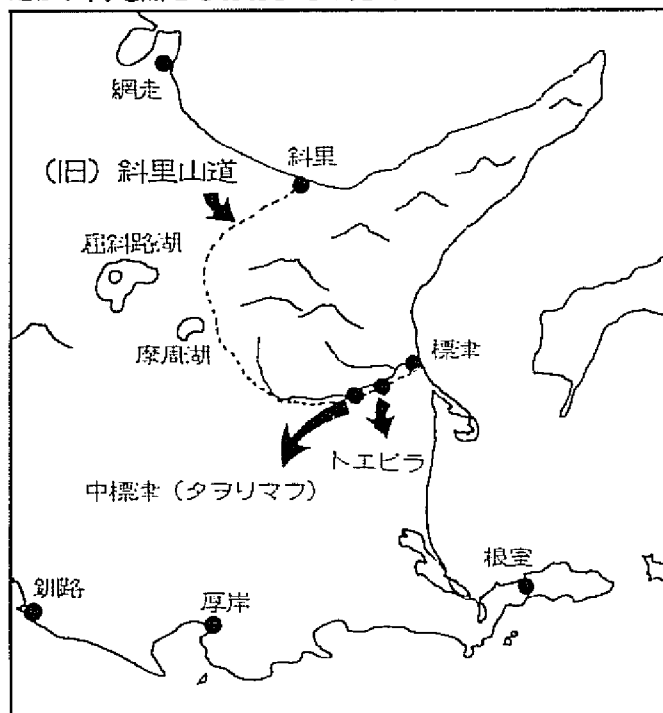 網走
斜里
(旧)斜里山道
屈斜路湖
摩周湖
標津
トエビラ
中標津(タヲリマフ)
根室
釧路
厚岸